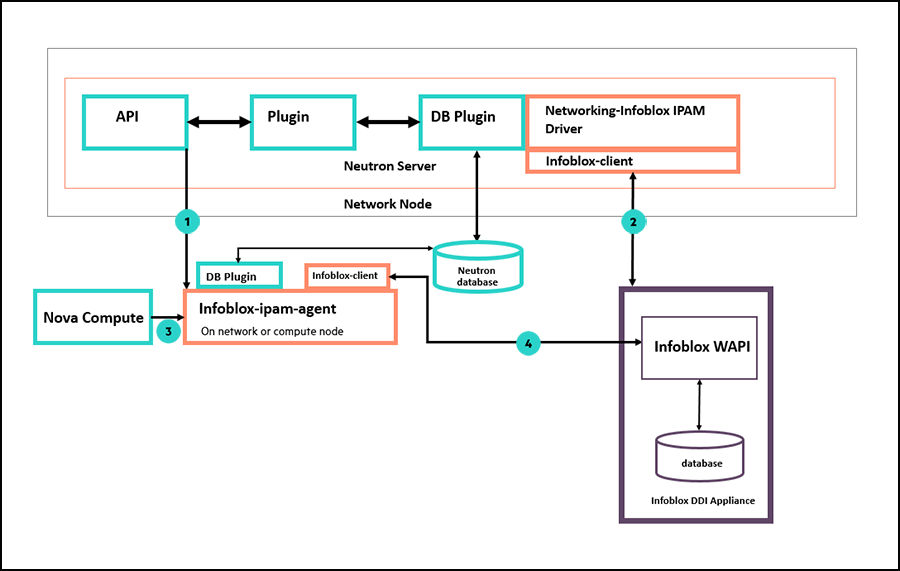 API
Plugin
DB Plugin
Networking-Infoblox IPAM
Driver
Infoblox-client
Neutron Server
Network Node
1
2
DB Plugin
Infoblox-client
Neutron
database
Nova Compute
3
Infoblox-ipam-agent
On network or compute node
4
Infoblox WAPI
database
Infoblox DDI Appliance